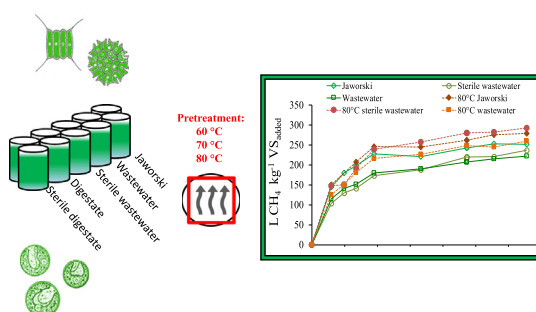 Pretreatment:
60 °C
70 °C
80 °C
Jaworski
Wastewater
Sterile wastewater
Digestate
Sterile digestate
Jaworski
Sterile wastewater
Wastewater
80°C Jaworski
80°C sterile wastewater
80°C wastewater
L CH4 kg-1 VSadded
350
300
250
200
150
100
50
0